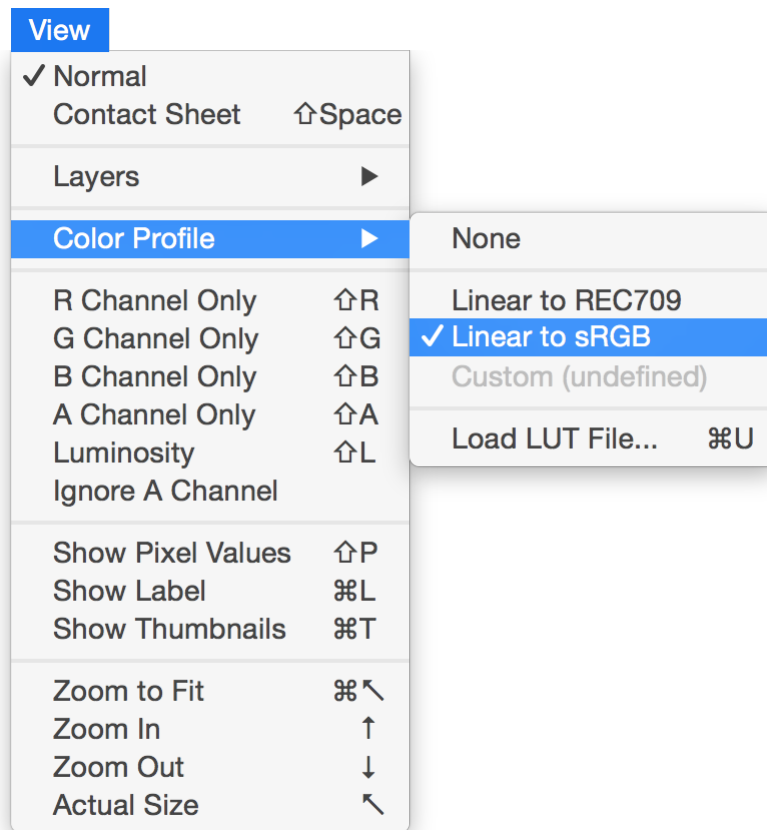 View
✓ Normal
Contact Sheet ⇧Space
Layers ▶
Color Profile ▶
None
Linear to REC709
✓ Linear to sRGB
Custom (undefined)
Load LUT File... ⌘U
R Channel Only ⇧R
G Channel Only ⇧G
B Channel Only ⇧B
A Channel Only ⇧A
Luminosity ⇧L
Ignore A Channel
Show Pixel Values ⇧P
Show Label ⌘L
Show Thumbnails ⌘T
Zoom to Fit ⌘↖
Zoom In ↑
Zoom Out ↓
Actual Size ↖